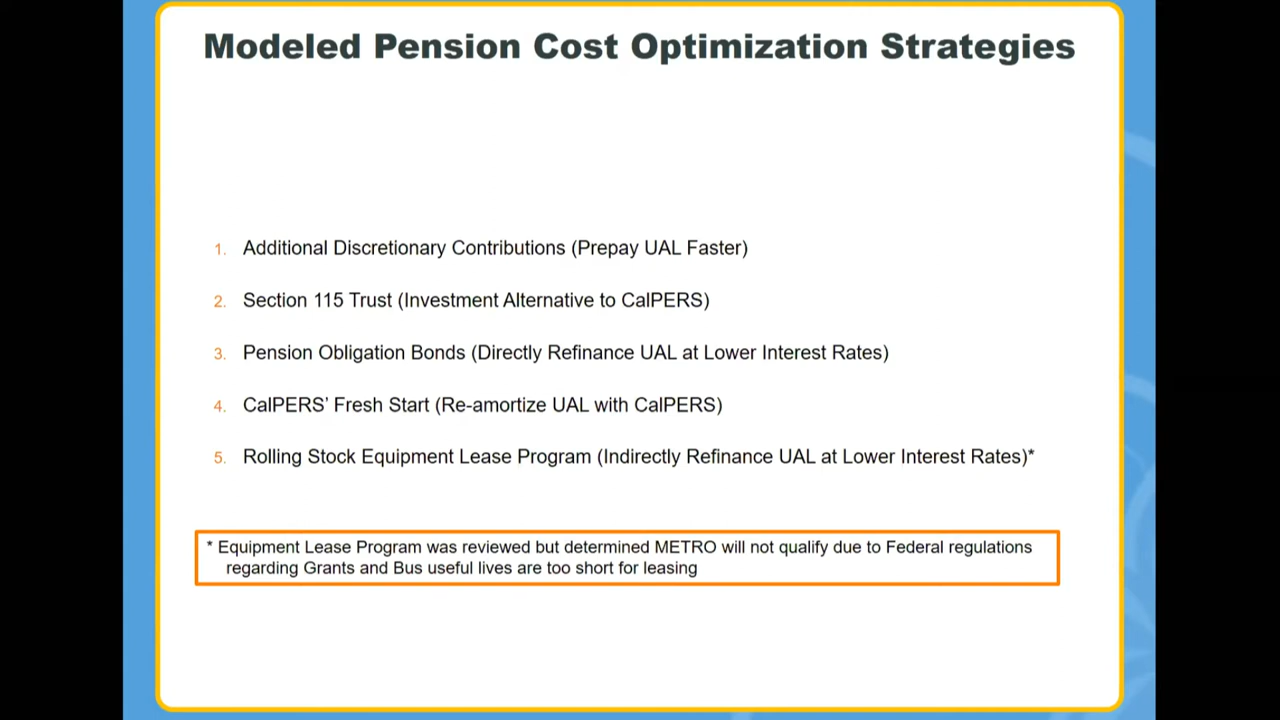 Modeled Pension Cost Optimization Strategies
1. Additional Discretionary Contributions (Prepay UAL Faster)
2. Section 115 Trust (Investment Alternative to CalPERS)
3. Pension Obligation Bonds (Directly Refinance UAL at Lower Interest Rates)
4. CalPERS’ Fresh Start (Re-amortize UAL with CalPERS)
5. Rolling Stock Equipment Lease Program (Indirectly Refinance UAL at Lower Interest Rates)*
* Equipment Lease Program was reviewed but determined METRO will not qualify due to Federal regulations
regarding Grants and Bus useful lives are too short for leasing